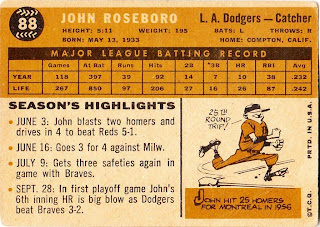 88
JOHN ROSEBORO
L. A. Dodgers — Catcher
HEIGHT: 5:11 WEIGHT: 195 BATS: L THROWS: R
BORN: MAY 13, 1933 HOME: COMPTON, CALIF.
MAJOR LEAGUE BATTING RECORD
Games At Bat Runs Hits 2B 3B HR RBI Avg.
YEAR 118 397 39 92 14 7 10 38 .232
LIFE 267 850 97 206 27 16 26 87 .242
SEASON'S HIGHLIGHTS
• JUNE 3: John blasts two homers
and drives in 4 to beat Reds 5-1.
• JUNE 16: Goes 3 for 4 against Milw.
• JULY 9: Gets three safeties again in
game with Braves.
• SEPT. 28: In first playoff game John's
6th inning HR is big blow as Dodgers
beat Braves 3-2.
25TH
ROUND
TRIP!
JOHN HIT 25 HOMERS
FOR MONTREAL IN 1956
© T.C.G. PRTD. IN U.S.A.